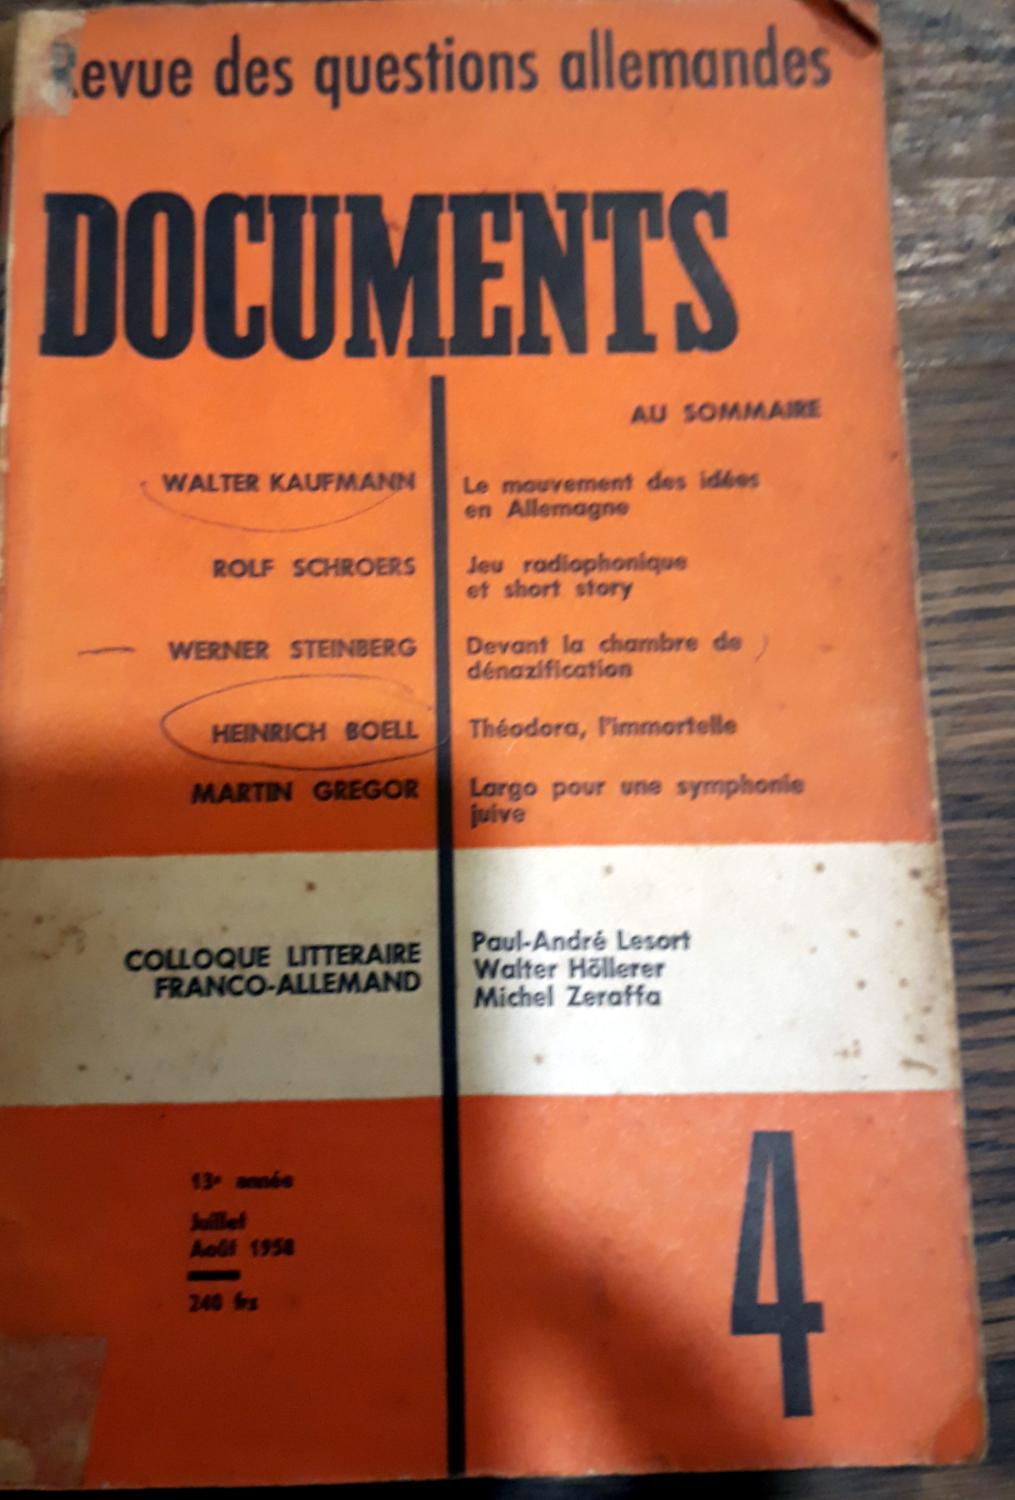 Revue des questions allemandes
DOCUMENTS
AU SOMMAIRE
WALTER KAUFMANN
Le mouvement des idées
en Allemagne
ROLF SCHROERS
Jeu radiophonique
et short story
WERNER STEINBERG
Devant la chambre de
dénazification
HEINRICH BOELL
Théodora, l'immortelle
MARTIN GREGOR
Largo pour une symphonie
juive
COLLOQUE LITTERAIRE
FRANCO-ALLEMAND
Paul-André Lesort
Walter Höllerer
Michel Zeraffa
13e année
Juillet
Août 1958
240 frs
4